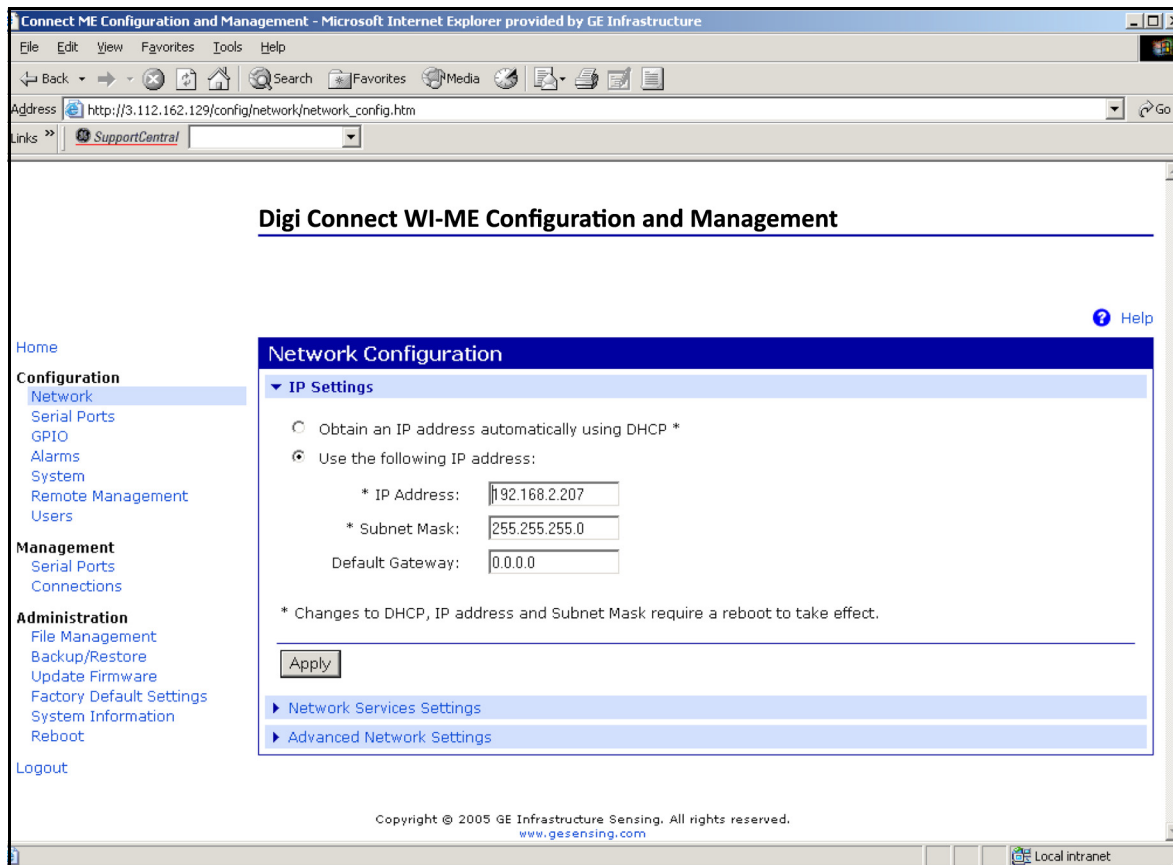 Connect ME Configuration and Management - Microsoft Internet Explorer provided by GE Infrastructure
File Edit View Favorites Tools Help
Back Search Favorites Media
Address http://3.112.162.129/config/network/network_config.htm Go
Links » SupportCentral
Digi Connect WI-ME Configuration and Management
? Help
Home
Configuration
Network
Serial Ports
GPIO
Alarms
System
Remote Management
Users
Management
Serial Ports
Connections
Administration
File Management
Backup/Restore
Update Firmware
Factory Default Settings
System Information
Reboot
Logout
Network Configuration
IP Settings
Obtain an IP address automatically using DHCP *
Use the following IP address:
* IP Address: 192.168.2.207
* Subnet Mask: 255.255.255.0
Default Gateway: 0.0.0.0
* Changes to DHCP, IP address and Subnet Mask require a reboot to take effect.
Apply
Network Services Settings
Advanced Network Settings
Copyright © 2005 GE Infrastructure Sensing. All rights reserved.
www.gesensing.com
Local intranet